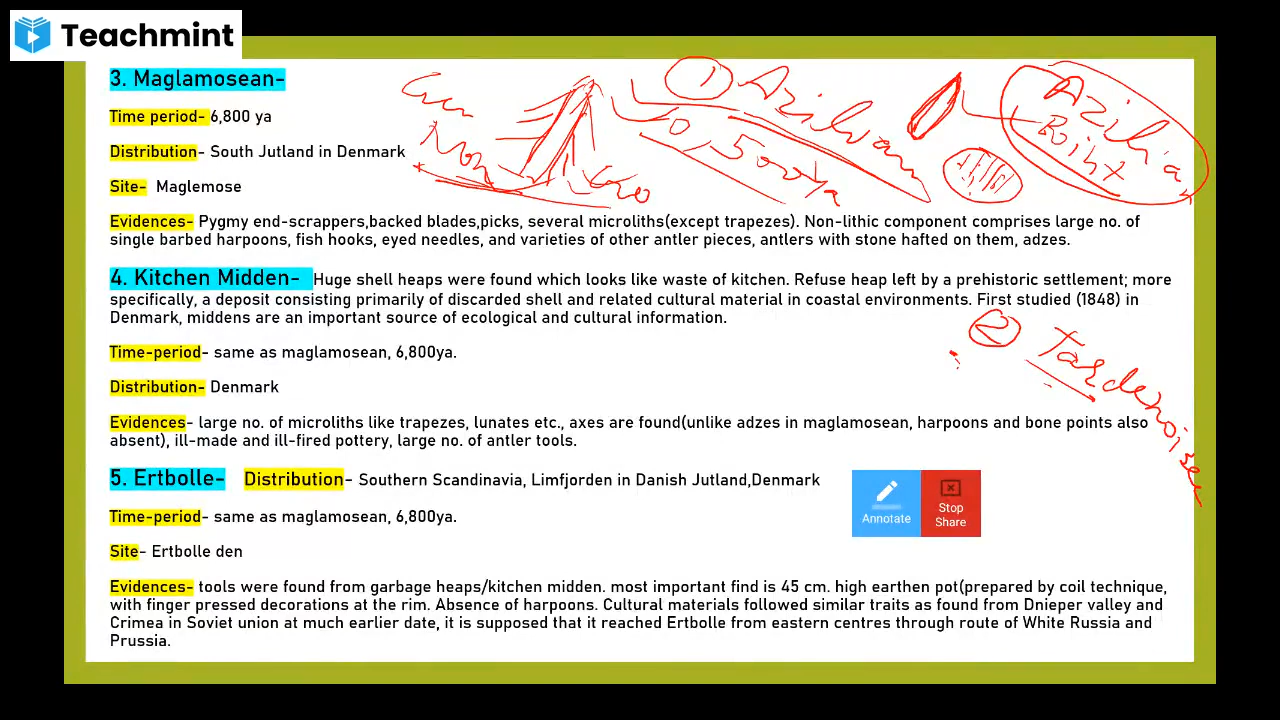 Teachmint
3. Maglamosean-
Time period- 6,800 ya
Distribution- South Jutland in Denmark
Site- Maglemose
Evidences- Pygmy end-scrappers,backed blades,picks, several microliths(except trapezes). Non-lithic component comprises large no. of
single barbed harpoons, fish hooks, eyed needles, and varieties of other antler pieces, antlers with stone hafted on them, adzes.
4. Kitchen Midden- Huge shell heaps were found which looks like waste of kitchen. Refuse heap left by a prehistoric settlement; more
specifically, a deposit consisting primarily of discarded shell and related cultural material in coastal environments. First studied (1848) in
Denmark, middens are an important source of ecological and cultural information.
Time-period- same as maglamosean, 6,800ya.
Distribution- Denmark
Evidences- large no. of microliths like trapezes, lunates etc., axes are found(unlike adzes in maglamosean, harpoons and bone points also
absent), ill-made and ill-fired pottery, large no. of antler tools.
5. Ertbolle- Distribution- Southern Scandinavia, Limfjorden in Danish Jutland,Denmark
Time-period- same as maglamosean, 6,800ya.
Site- Ertbolle den
Evidences- tools were found from garbage heaps/kitchen midden. most important find is 45 cm. high earthen pot(prepared by coil technique,
with finger pressed decorations at the rim. Absence of harpoons. Cultural materials followed similar traits as found from Dnieper valley and
Crimea in Soviet union at much earlier date, it is supposed that it reached Ertbolle from eastern centres through route of White Russia and
Prussia.
1 Azilian
Azilian
2 Tardenoisen
Annotate
Stop
Share